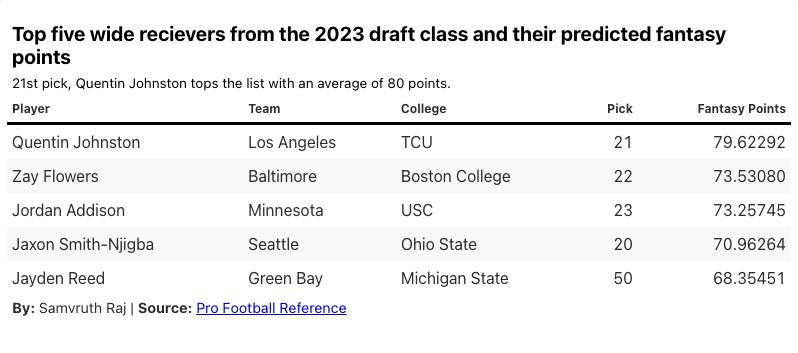 Top five wide recievers from the 2023 draft class and their predicted fantasy
points
21st pick, Quentin Johnston tops the list with an average of 80 points.
Player Team College Pick Fantasy Points
Quentin Johnston Los Angeles TCU 21 79.62292
Zay Flowers Baltimore Boston College 22 73.53080
Jordan Addison Minnesota USC 23 73.25745
Jaxon Smith-Njigba Seattle Ohio State 20 70.96264
Jayden Reed Green Bay Michigan State 50 68.35451
By: Samvruth Raj | Source: Pro Football Reference